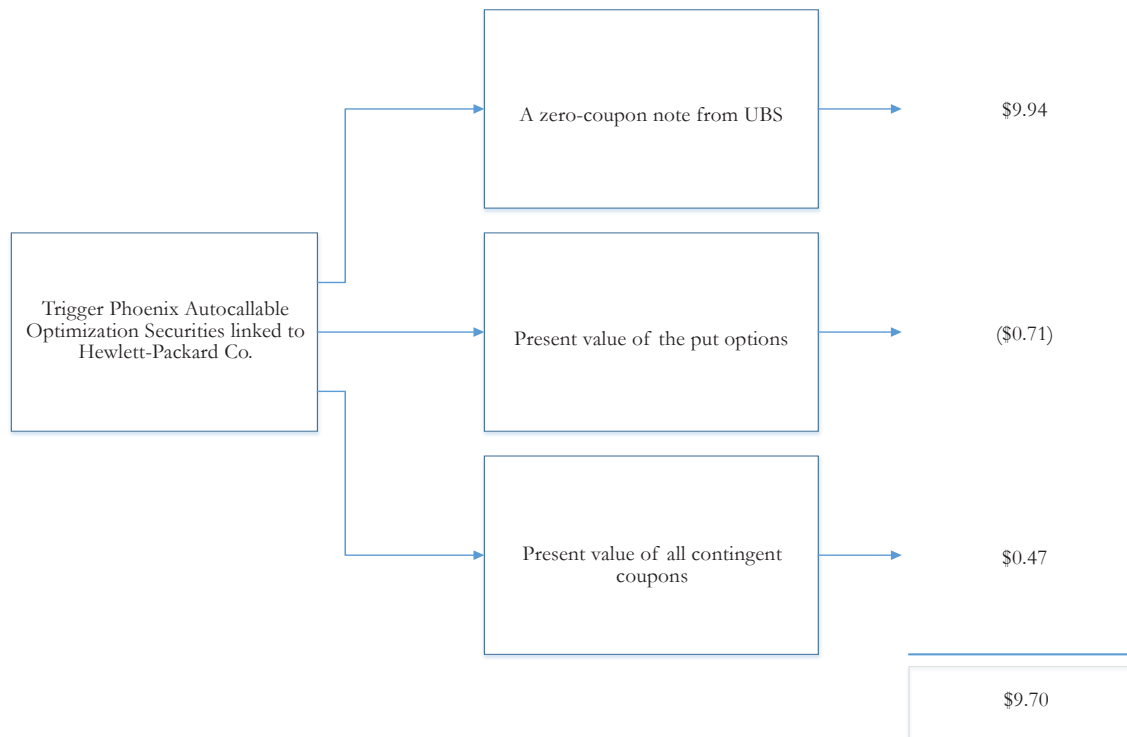 A zero-coupon note from UBS
$9.94
Trigger Phoenix Autocallable
Optimization Securities linked to
Hewlett-Packard Co.
Present value of the put options
($0.71)
Present value of all contingent
coupons
$0.47
$9.70